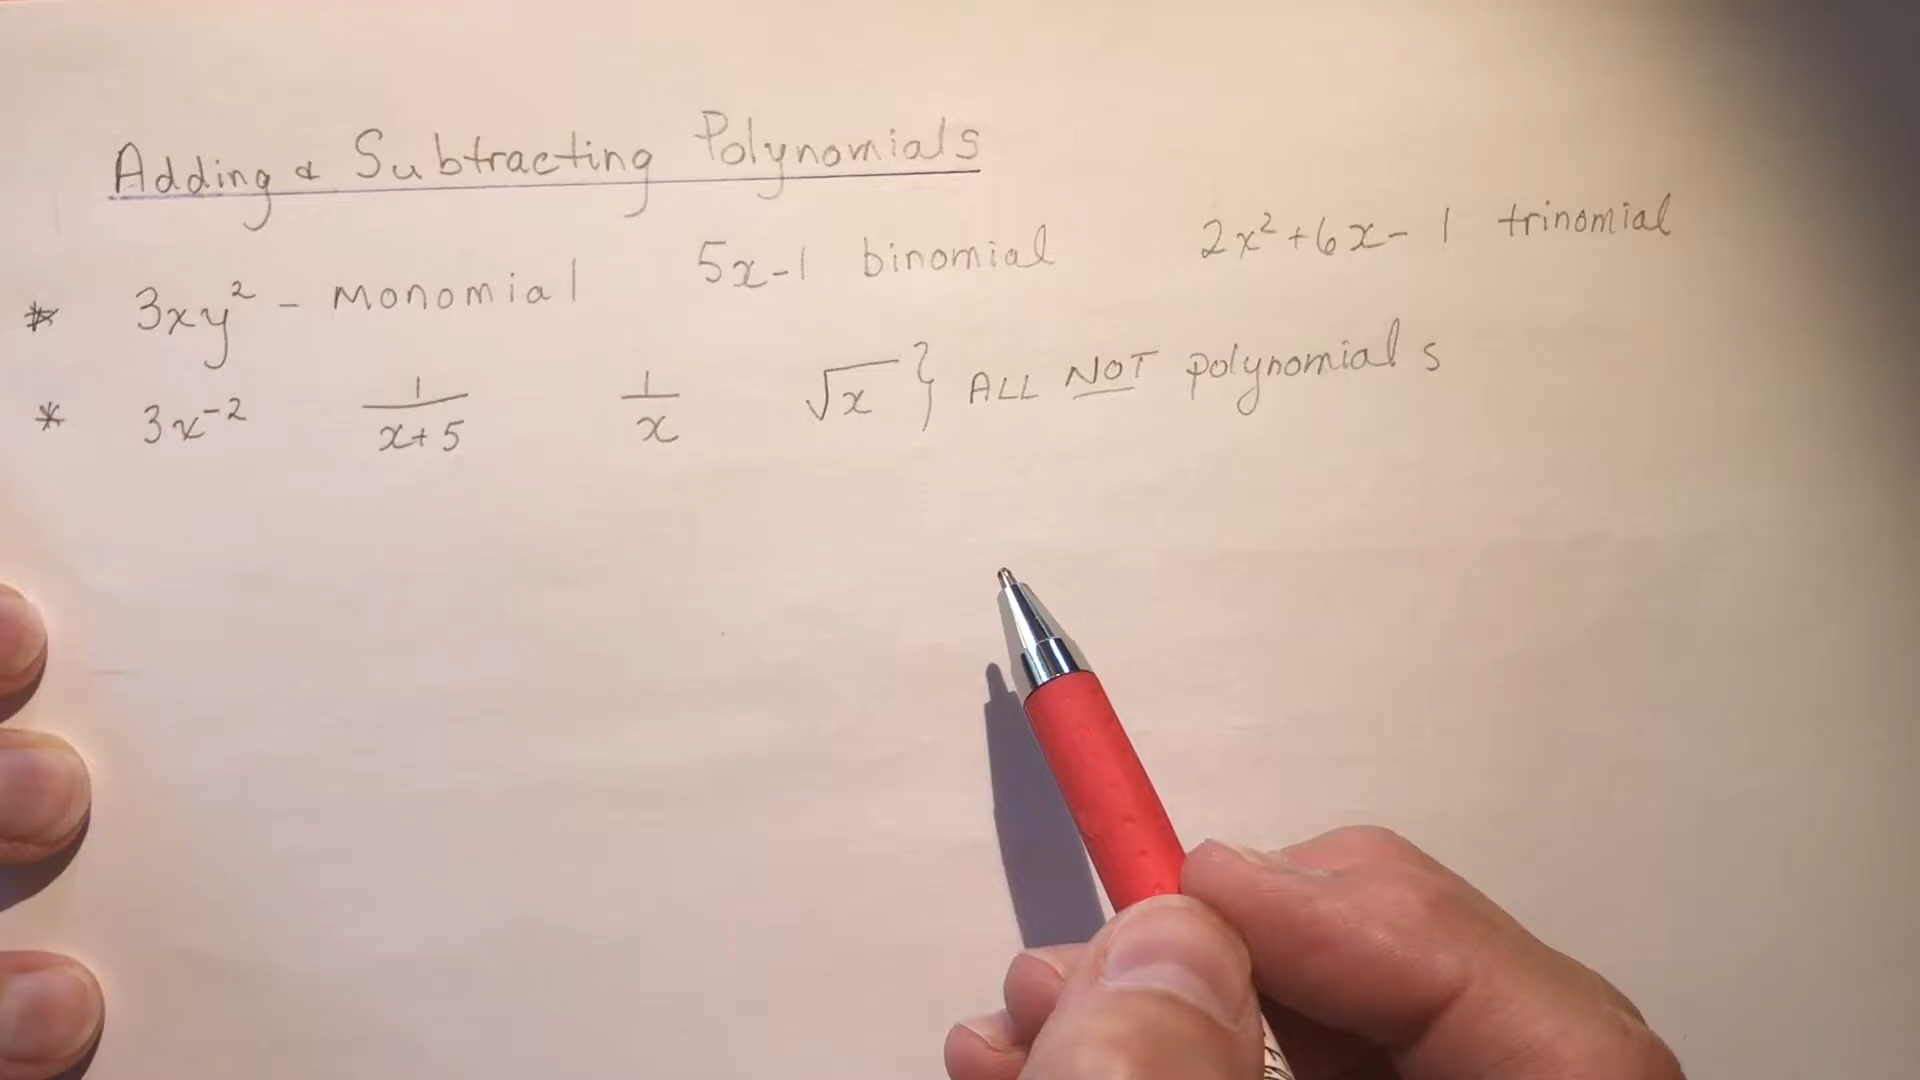 Adding & Subtracting Polynomials
* 3xy² - monomial 5x-1 binomial 2x²+6x-1 trinomial
* 3x⁻² 1/(x+5) 1/x √x } ALL NOT polynomials